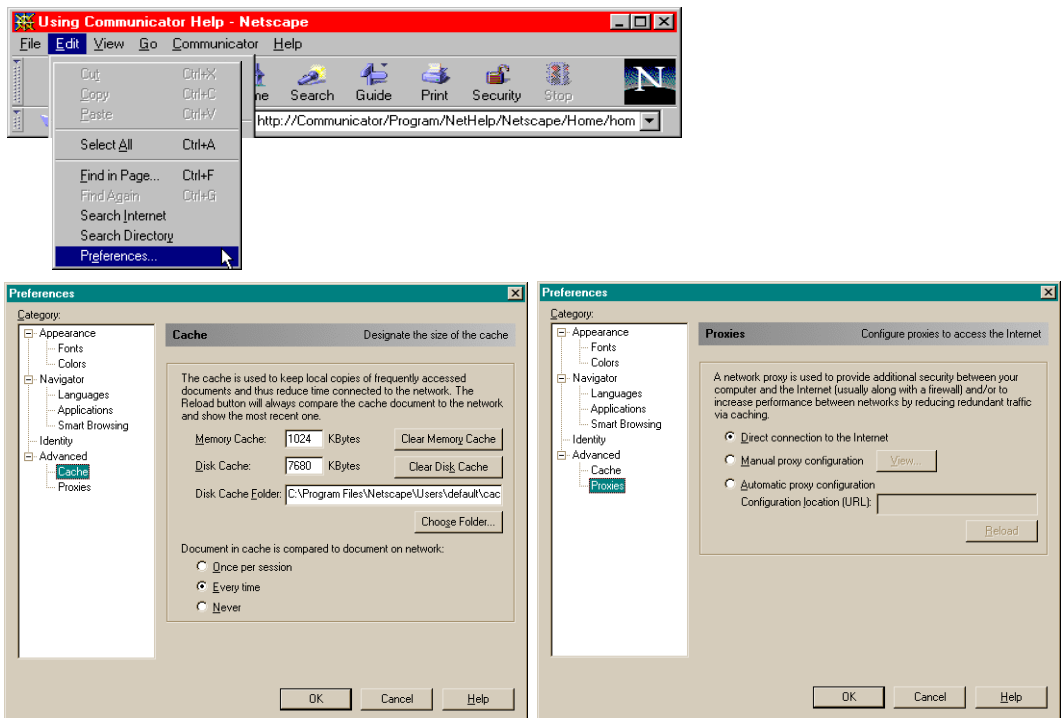 Using Communicator Help - Netscape
File Edit View Go Communicator Help
Cut Ctrl+X
Copy Ctrl+C
Paste Ctrl+V
Select All Ctrl+A
Find in Page... Ctrl+F
Find Again Ctrl+G
Search Internet
Search Directory
Preferences...
me Search Guide Print Security Stop
N
http://Communicator/Program/NetHelp/Netscape/Home/hom
Preferences
Category:
Appearance
Fonts
Colors
Navigator
Languages
Applications
Smart Browsing
Identity
Advanced
Cache
Proxies
Cache Designate the size of the cache
The cache is used to keep local copies of frequently accessed
documents and thus reduce time connected to the network. The
Reload button will always compare the cache document to the network
and show the most recent one.
Memory Cache: 1024 KBytes Clear Memory Cache
Disk Cache: 7680 KBytes Clear Disk Cache
Disk Cache Folder: C:\Program Files\Netscape\Users\default\cac
Choose Folder...
Document in cache is compared to document on network:
Once per session
Every time
Never
OK Cancel Help
Preferences
Category:
Appearance
Fonts
Colors
Navigator
Languages
Applications
Smart Browsing
Identity
Advanced
Cache
Proxies
Proxies Configure proxies to access the Internet
A network proxy is used to provide additional security between your
computer and the Internet (usually along with a firewall) and/or to
increase performance between networks by reducing redundant traffic
via caching.
Direct connection to the Internet
Manual proxy configuration View...
Automatic proxy configuration
Configuration location (URL):
Reload
OK Cancel Help